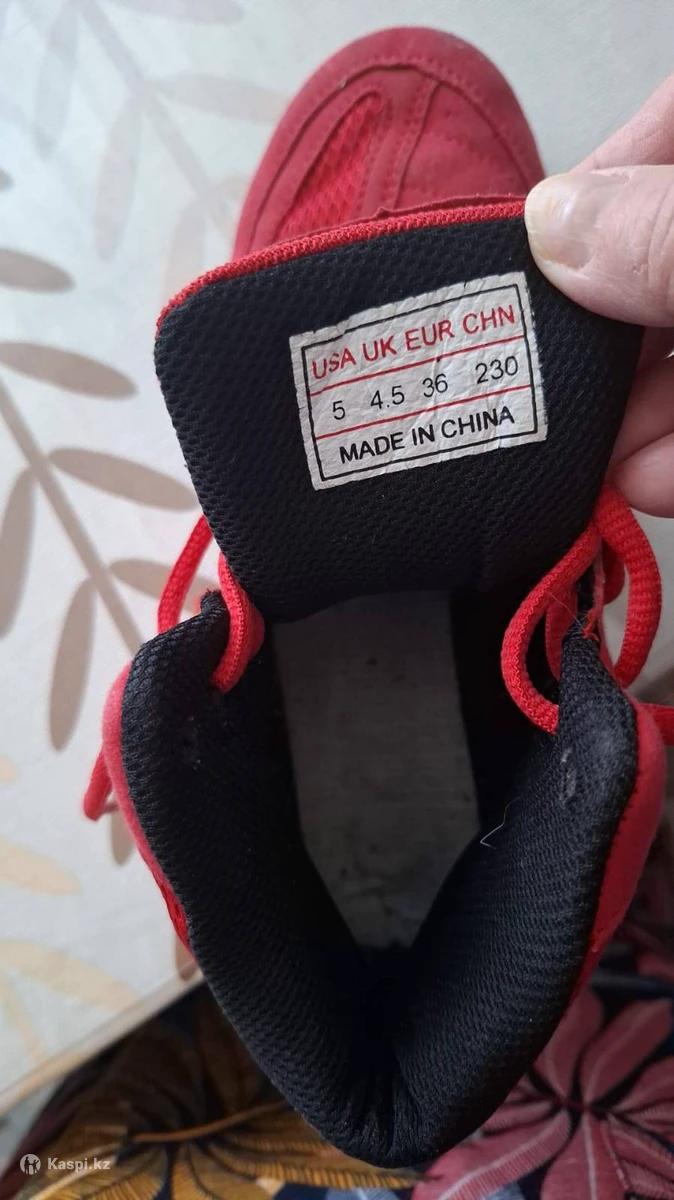 USA UK EUR CHN
5 4.5 36 230
MADE IN CHINA
Kaspi.kz